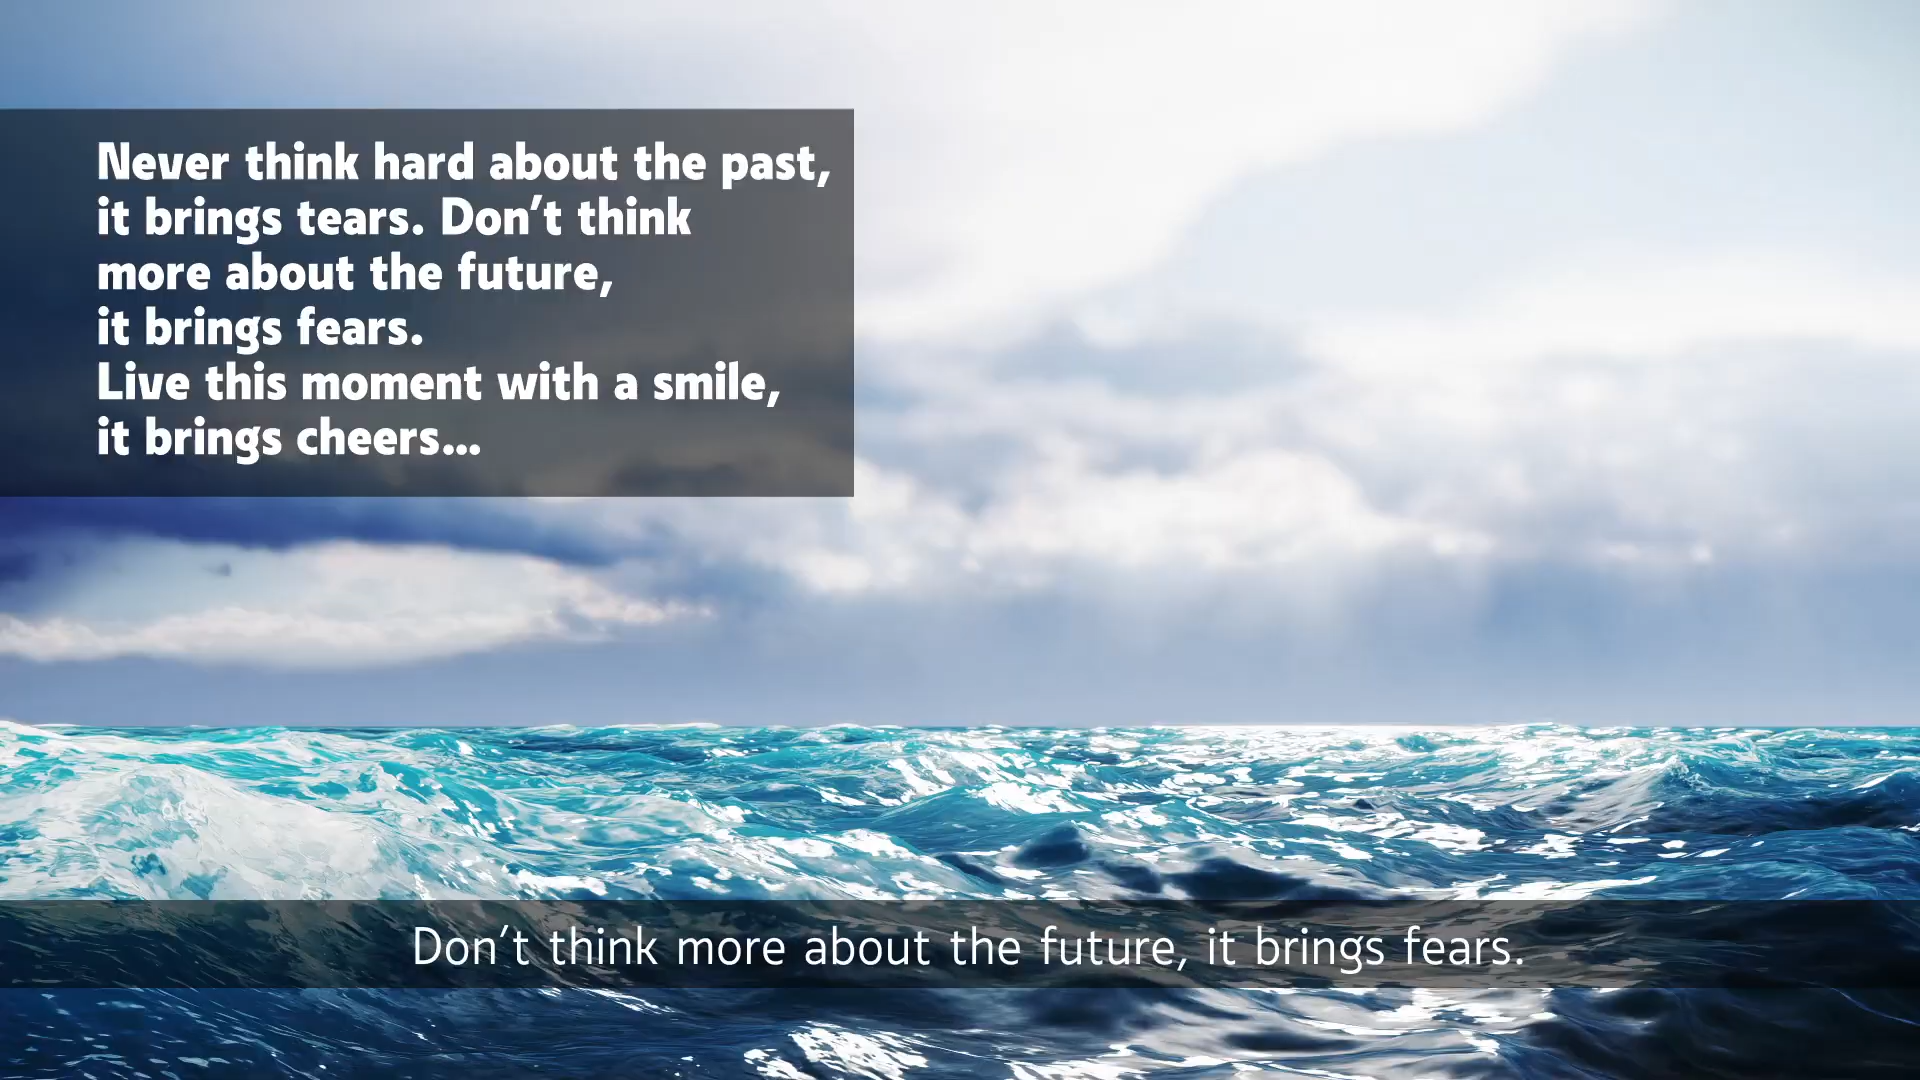 Never think hard about the past,
it brings tears. Don't think
more about the future,
it brings fears.
Live this moment with a smile,
it brings cheers...
Don't think more about the future, it brings fears.